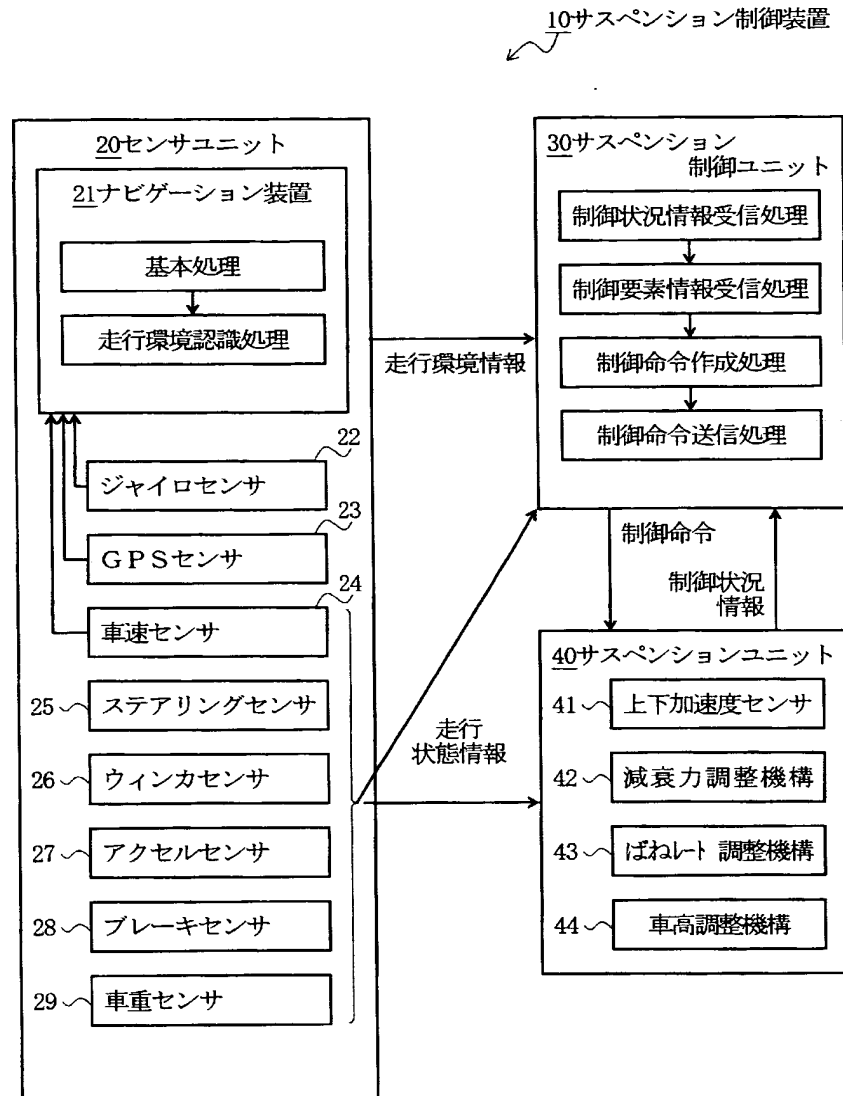 10サスペンション制御装置
20センサユニット
21ナビゲーション装置
基本処理
走行環境認識処理
22
ジャイロセンサ
23
GPSセンサ
24
車速センサ
25
ステアリングセンサ
26
ウィンカセンサ
27
アクセルセンサ
28
ブレーキセンサ
29
車重センサ
走行環境情報
走行
状態情報
30サスペンション
制御ユニット
制御状況情報受信処理
制御要素情報受信処理
制御命令作成処理
制御命令送信処理
制御命令
制御状況
情報
40サスペンションユニット
41
上下加速度センサ
42
減衰力調整機構
43
ばねレート 調整機構
44
車高調整機構